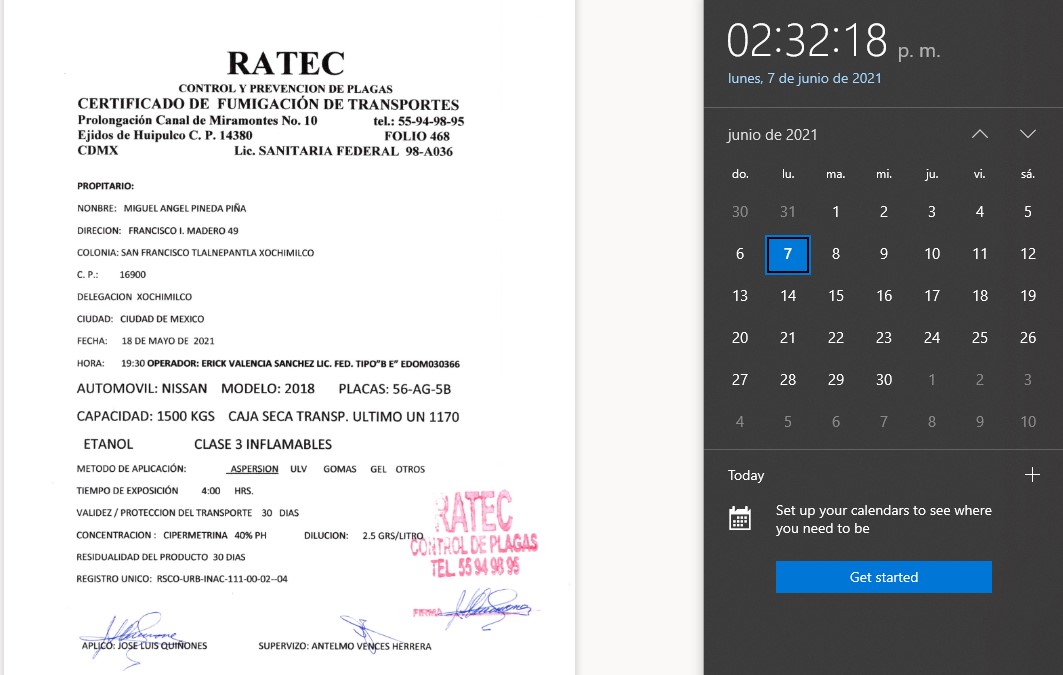 RATEC
CONTROL Y PREVENCION DE PLAGAS
CERTIFICADO DE FUMIGACIÓN DE TRANSPORTES
Prolongación Canal de Miramontes No. 10 tel.: 55-94-98-95
Ejidos de Huipulco C. P. 14380 FOLIO 468
CDMX Lic. SANITARIA FEDERAL 98-A036
PROPITARIO:
NONBRE: MIGUEL ANGEL PINEDA PIÑA
DIRECION: FRANCISCO I. MADERO 49
COLONIA: SAN FRANCISCO TLALNEPANTLA XOCHIMILCO
C. P.: 16900
DELEGACION XOCHIMILCO
CIUDAD: CIUDAD DE MEXICO
FECHA: 18 DE MAYO DE 2021
HORA: 19:30 OPERADOR: ERICK VALENCIA SANCHEZ LIC. FED. TIPO"B E" EDOM030366
AUTOMOVIL: NISSAN MODELO: 2018 PLACAS: 56-AG-5B
CAPACIDAD: 1500 KGS CAJA SECA TRANSP. ULTIMO UN 1170
ETANOL CLASE 3 INFLAMABLES
METODO DE APLICACIÓN: ASPERSION ULV GOMAS GEL OTROS
TIEMPO DE EXPOSICIÓN 4:00 HRS.
VALIDEZ / PROTECCION DEL TRANSPORTE 30 DIAS
CONCENTRACION : CIPERMETRINA 40% PH DILUCION: 2.5 GRS/LITRO
RESIDUALIDAD DEL PRODUCTO 30 DIAS
REGISTRO UNICO: RSCO-URB-INAC-111-00-02--04
RATEC
CONTROL DE PLAGAS
TEL. 55 94 98 95
FIRMA
APLICÓ: JOSE LUIS QUIÑONES SUPERVIZO: ANTELMO VENCES HERRERA
02:32:18 p. m.
lunes, 7 de junio de 2021
junio de 2021
do. lu. ma. mi. ju. vi. sá.
30 31 1 2 3 4 5
6 7 8 9 10 11 12
13 14 15 16 17 18 19
20 21 22 23 24 25 26
27 28 29 30 1 2 3
4 5 6 7 8 9 10
Today
Set up your calendars to see where
you need to be
Get started